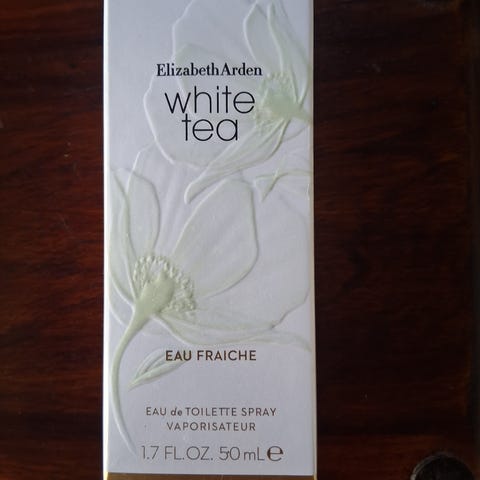 ElizabethArden
white
tea
EAU FRAICHE
EAU de TOILETTE SPRAY
VAPORISATEUR
1.7 FL.OZ. 50 mL℮